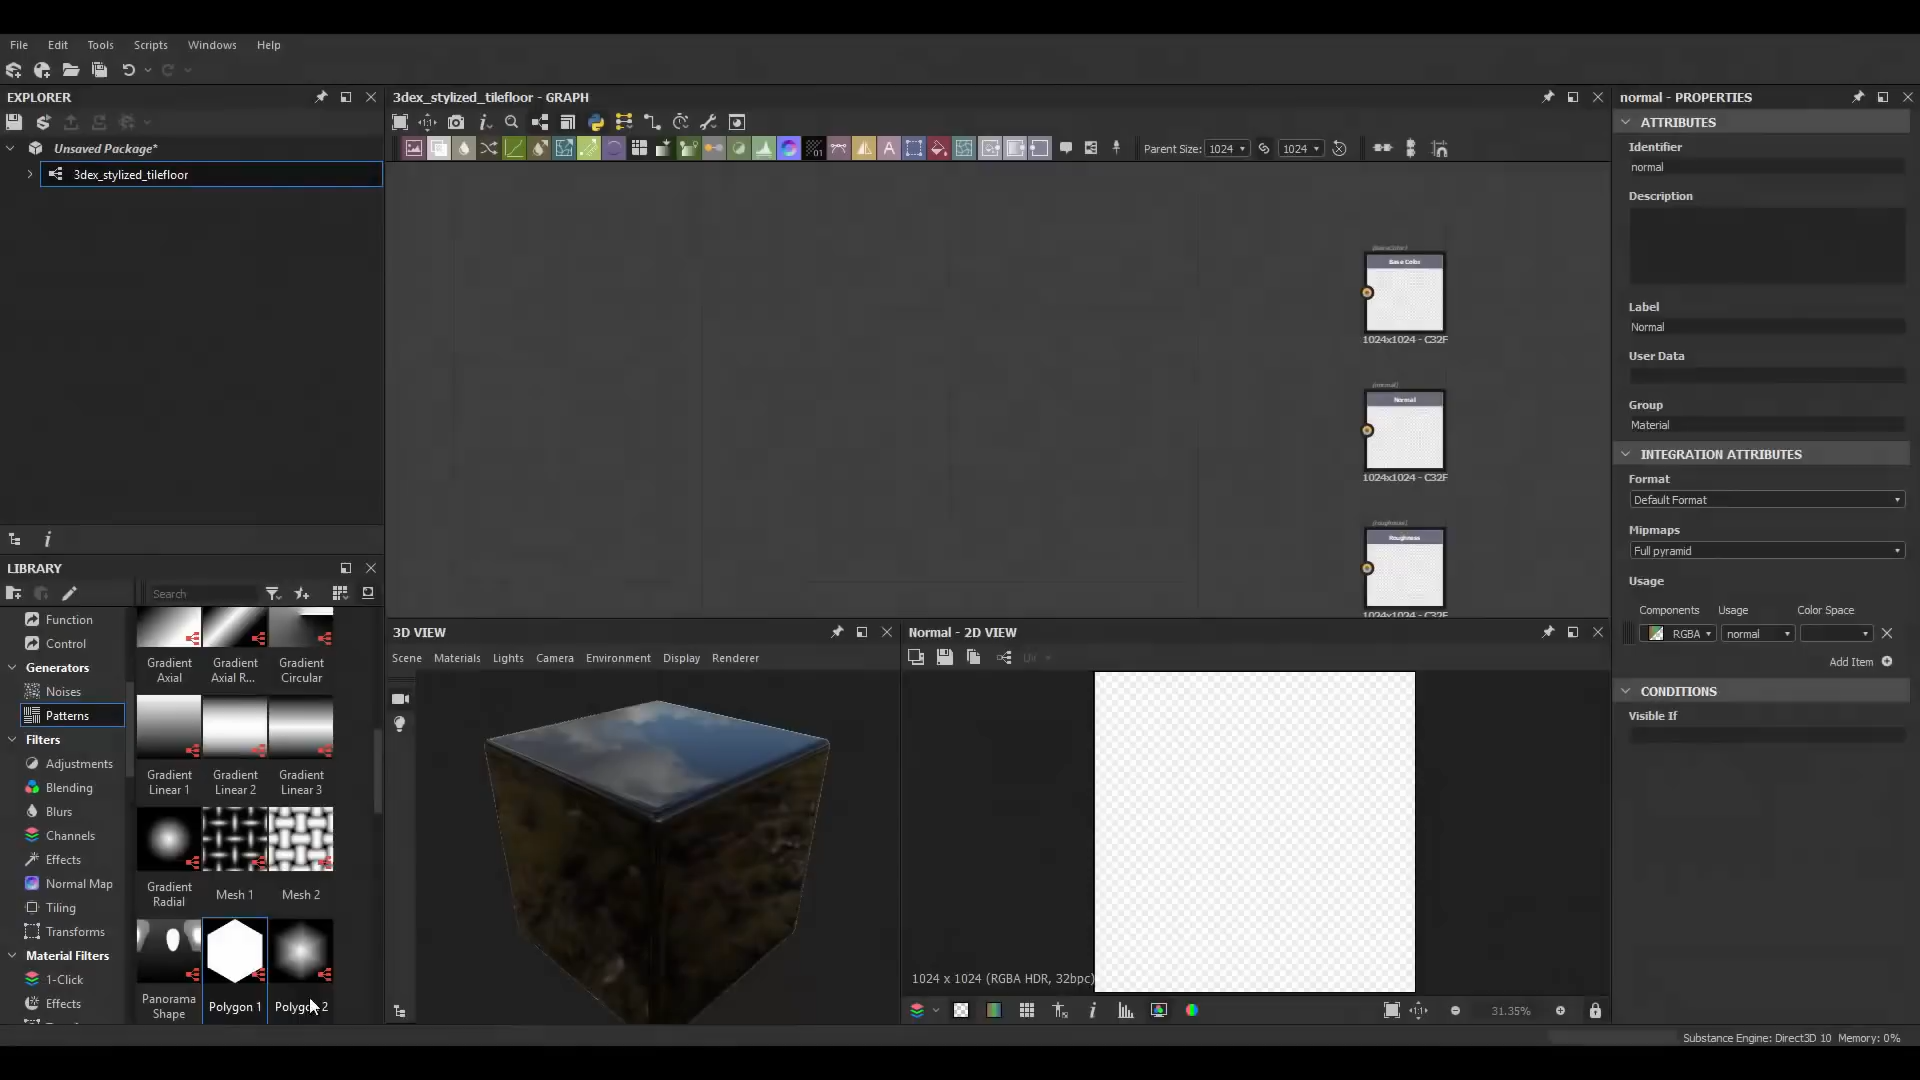 File Edit Tools Scripts Windows Help
EXPLORER
Unsaved Package*
3dex_stylized_tilefloor
3dex_stylized_tilefloor - GRAPH
Parent Size: 1024 1024
Base Color
1024x1024 - C32F
Normal
1024x1024 - C32F
Roughness
1024x1024 - C32F
LIBRARY
Search
Function
Control
Generators
Noises
Patterns
Filters
Adjustments
Blending
Blurs
Channels
Effects
Normal Map
Tiling
Transforms
Material Filters
1-Click
Effects
Gradient Axial
Gradient Axial R...
Gradient Circular
Gradient Linear 1
Gradient Linear 2
Gradient Linear 3
Gradient Radial
Mesh 1
Mesh 2
Panorama Shape
Polygon 1
3D VIEW
Scene Materials Lights Camera Environment Display Renderer
Normal - 2D VIEW
1024 x 1024 (RGBA HDR, 32bpc)
31.35%
normal - PROPERTIES
ATTRIBUTES
Identifier
normal
Description
Label
Normal
User Data
Group
Material
INTEGRATION ATTRIBUTES
Format
Default Format
Mipmaps
Full pyramid
Usage
Components Usage Color Space
RGBA normal
Add Item
CONDITIONS
Visible If
Substance Engine: Direct3D 10 Memory: 0%